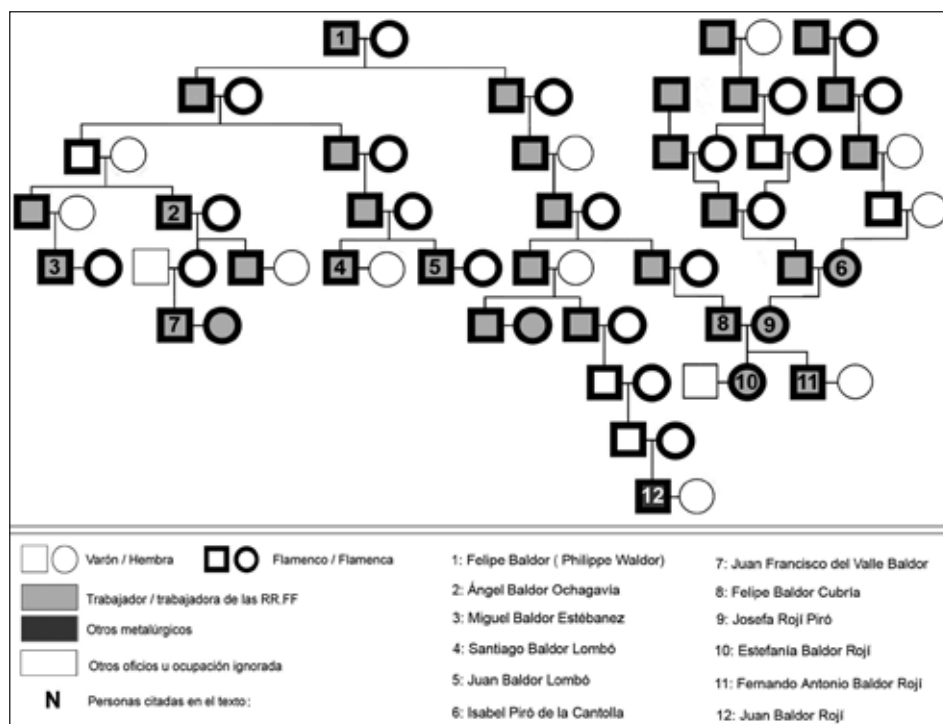 1
2
3
4
5
6
7
8
9
10
11
12
Varón / Hembra
Flamenco / Flamenca
Trabajador / trabajadora de las RR.FF
Otros metalúrgicos
Otros oficios u ocupación ignorada
N Personas citadas en el texto:
1: Felipe Baldor ( Philippe Waldor)
2: Ángel Baldor Ochagavía
3: Miguel Baldor Estébanez
4: Santiago Baldor Lombó
5: Juan Baldor Lombó
6: Isabel Piró de la Cantolla
7: Juan Francisco del Valle Baldor
8: Felipe Baldor Cubría
9: Josefa Rojí Piró
10: Estefanía Baldor Rojí
11: Fernando Antonio Baldor Rojí
12: Juan Baldor Rojí